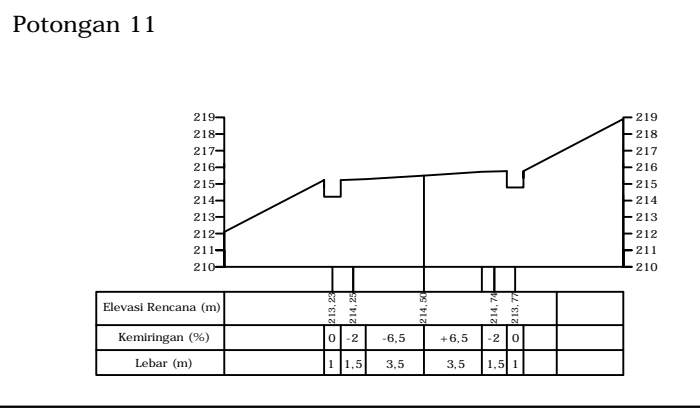 Potongan 11
219 219
218 218
217 217
216 216
215 215
214 214
213 213
212 212
211 211
210 210
Elevasi Rencana (m) 213,23 214,25 214,50 214,74 213,77
Kemiringan (%) 0 -2 -6,5 +6,5 -2 0
Lebar (m) 1 1,5 3,5 3,5 1,5 1